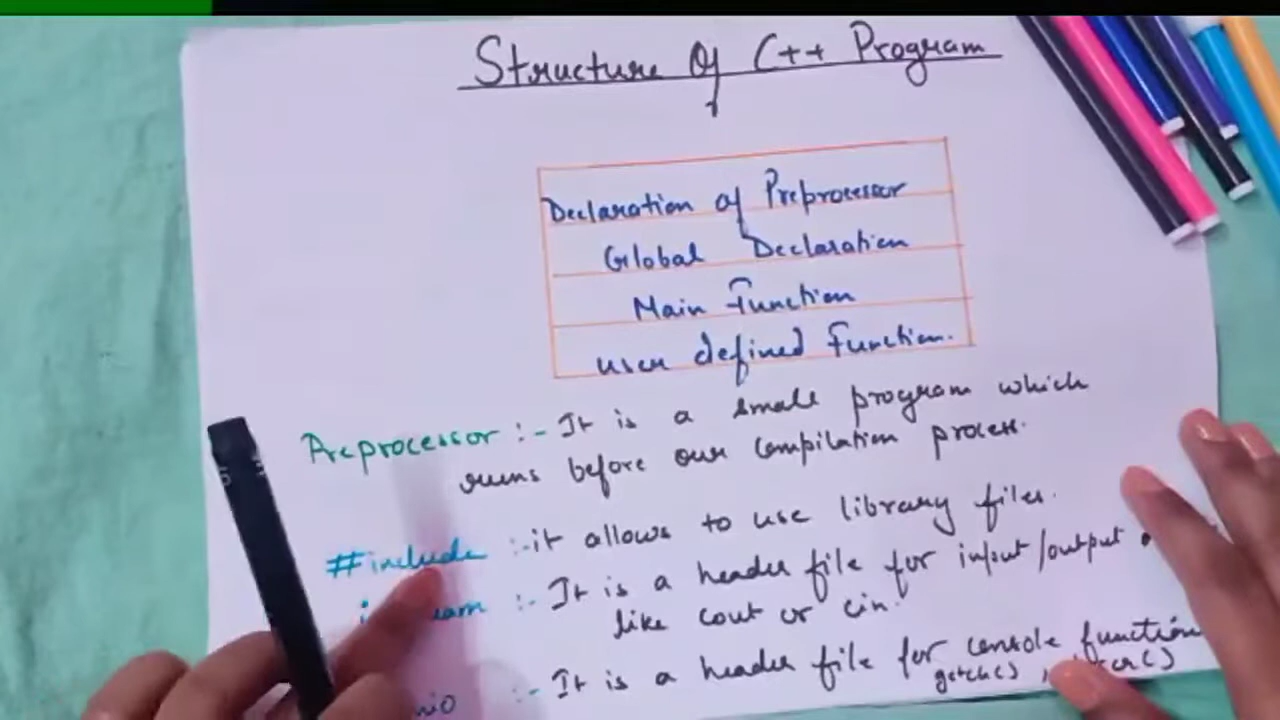 Structure Of C++ Program
Declaration of Preprocessor
Global Declaration
Main Function
user defined Function.
Preprocessor :- It is a small program which
runs before our compilation process.
#include :- it allows to use library files.
:- It is a header file for input/output
like cout or cin.
:- It is a header file for console function
getch()